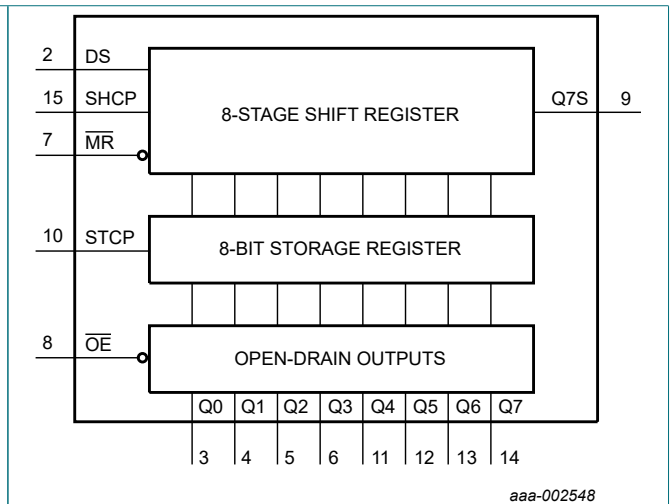 2 DS
15 SHCP
7 MR
8-STAGE SHIFT REGISTER
Q7S 9
10 STCP
8-BIT STORAGE REGISTER
8 OE
OPEN-DRAIN OUTPUTS
Q0 Q1 Q2 Q3 Q4 Q5 Q6 Q7
3 4 5 6 11 12 13 14
aaa-002548